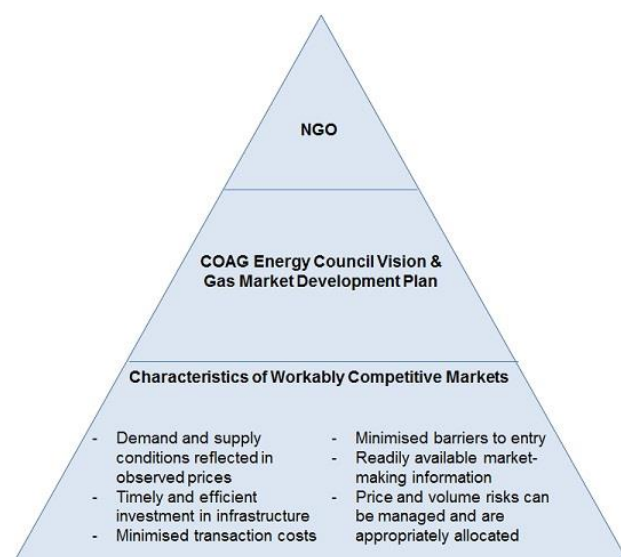 NGO
COAG Energy Council Vision &
Gas Market Development Plan
Characteristics of Workably Competitive Markets
- Demand and supply
conditions reflected in
observed prices
- Timely and efficient
investment in infrastructure
- Minimised transaction costs
- Minimised barriers to entry
- Readily available market-
making information
- Price and volume risks can
be managed and are
appropriately allocated